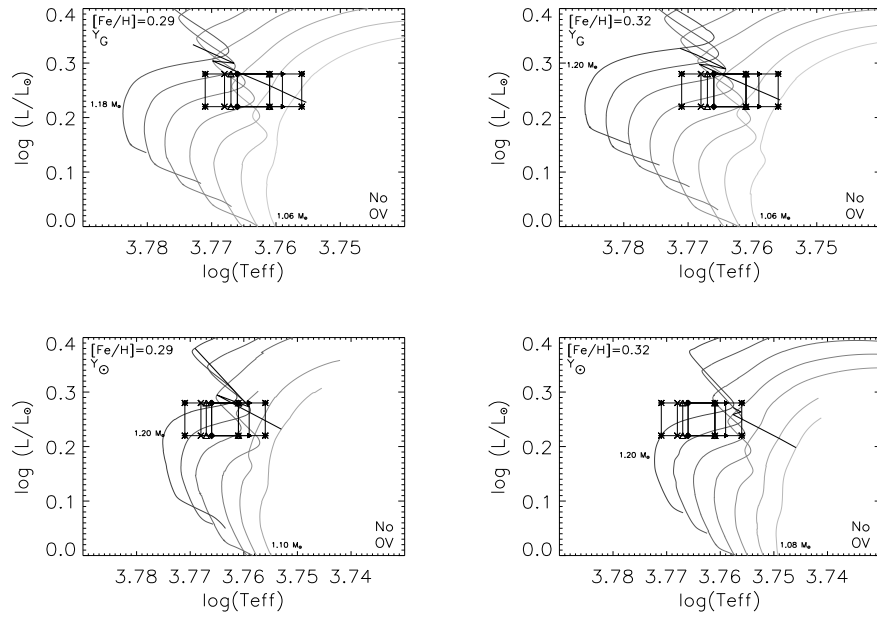 [Fe/H]=0.29
Y_G
0.4
0.3
0.2
0.1
0.0
log (L/L☉)
1.18 M☉
1.06 M☉
No
OV
3.78 3.77 3.76 3.75
log(Teff)
[Fe/H]=0.32
Y_G
0.4
0.3
0.2
0.1
0.0
log (L/L☉)
1.20 M☉
1.06 M☉
No
OV
3.78 3.77 3.76 3.75
log(Teff)
[Fe/H]=0.29
Y☉
0.4
0.3
0.2
0.1
0.0
log (L/L☉)
1.20 M☉
1.10 M☉
No
OV
3.78 3.77 3.76 3.75 3.74
log(Teff)
[Fe/H]=0.32
Y☉
0.4
0.3
0.2
0.1
0.0
log (L/L☉)
1.20 M☉
1.08 M☉
No
OV
3.78 3.77 3.76 3.75 3.74
log(Teff)